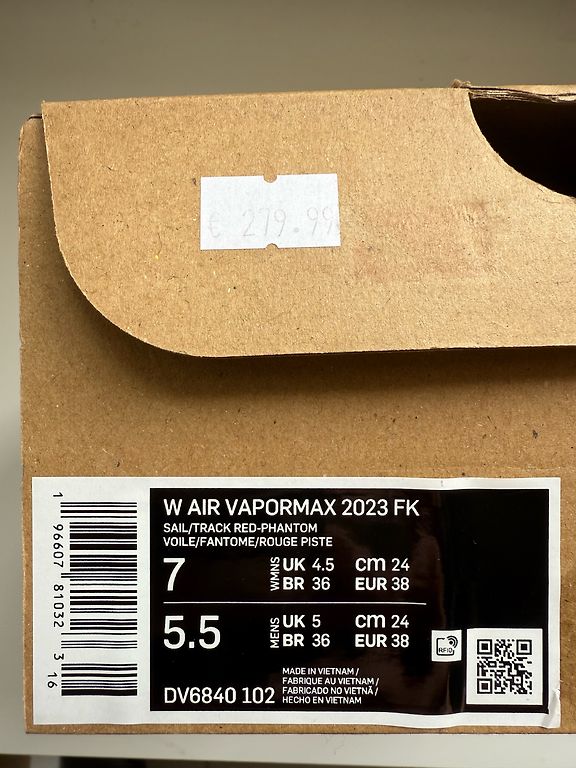 € 279.99
W AIR VAPORMAX 2023 FK
SAIL/TRACK RED-PHANTOM
VOILE/FANTOME/ROUGE PISTE
7 WMNS UK 4.5 cm 24
BR 36 EUR 38
5.5 MENS UK 5 cm 24
BR 36 EUR 38
RFID
DV6840 102
MADE IN VIETNAM /
FABRIQUE AU VIETNAM /
FABRICADO NO VIETNÃ /
HECHO EN VIETNAM
1 96607 81032 3 16